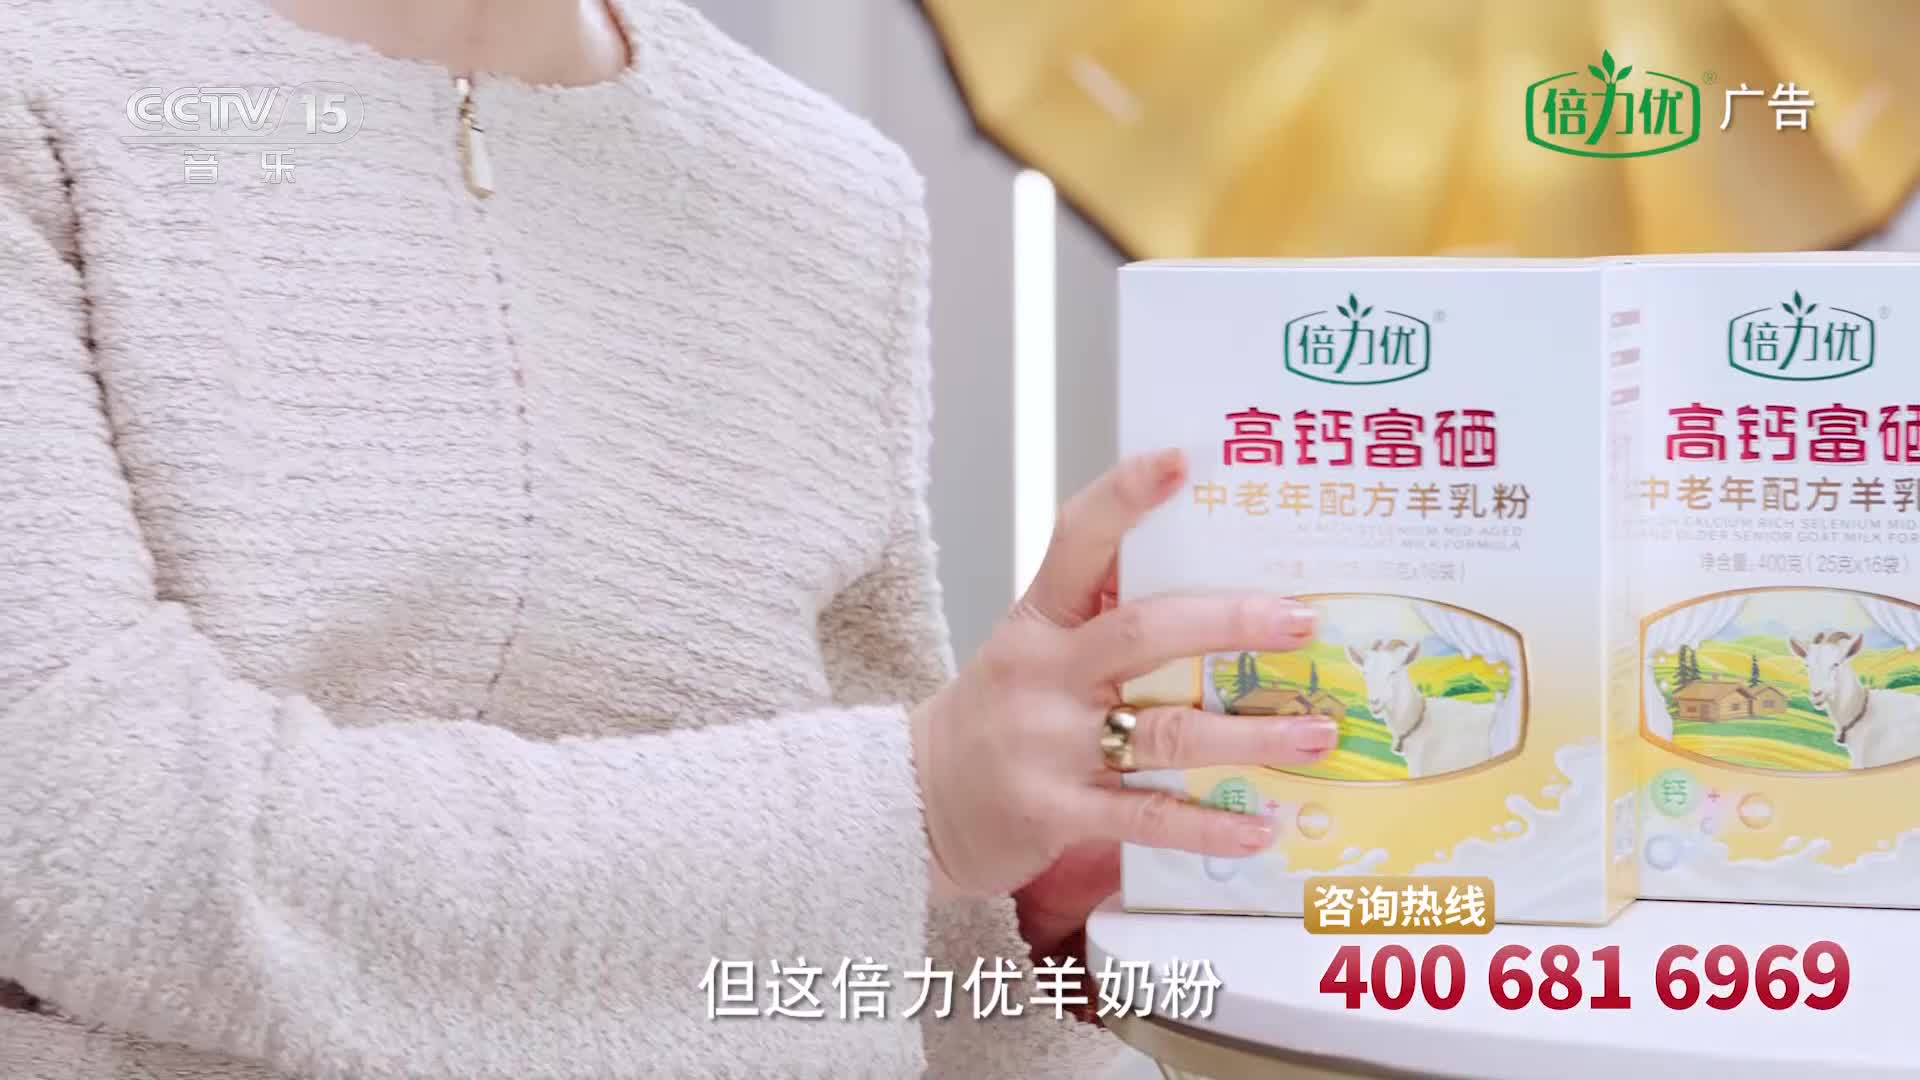 CCTV 15
音乐
倍力优® 广告
倍力优®
高钙富硒
中老年配方羊乳粉
倍力优®
高钙富硒
中老年配方羊乳
净含量:400克(25克x16袋)
钙
钙
咨询热线
400 681 6969
但这倍力优羊奶粉